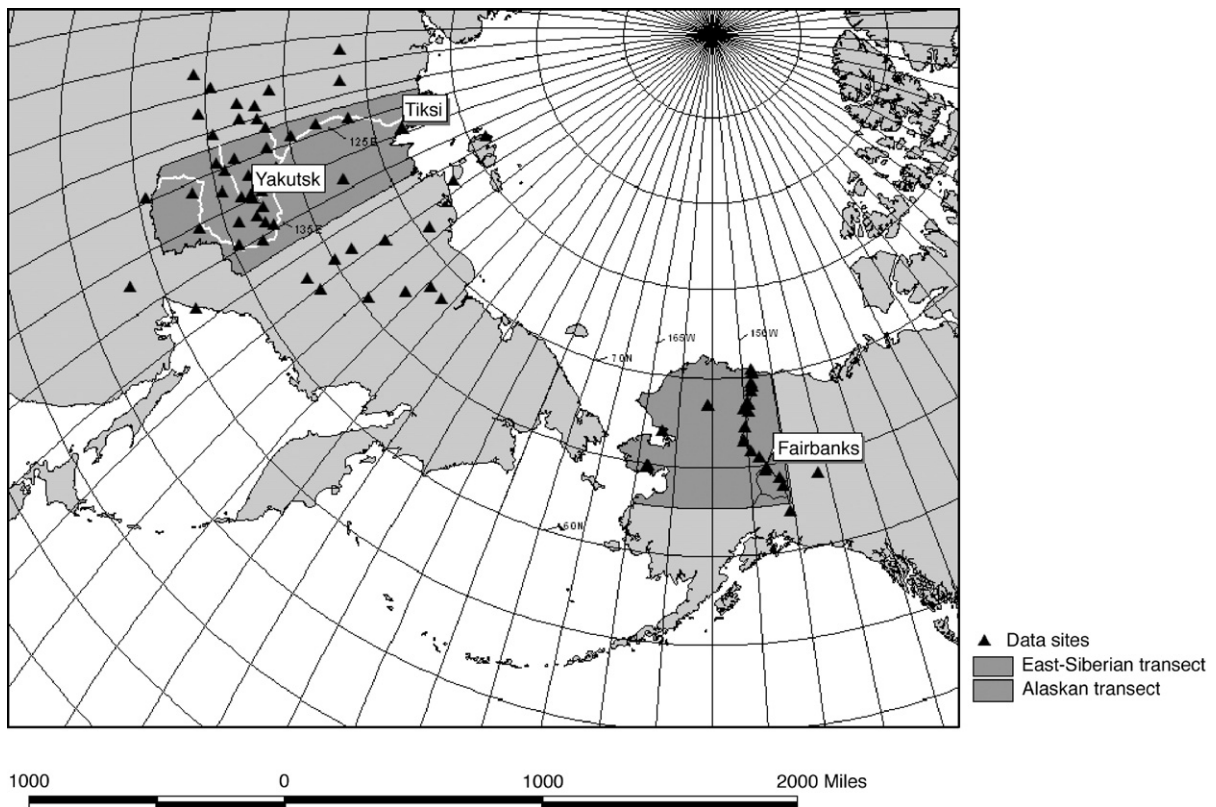 Tiksi
125E
Yakutsk
135E
165W
150W
70N
Fairbanks
60N
Data sites
East-Siberian transect
Alaskan transect
1000 0 1000 2000 Miles